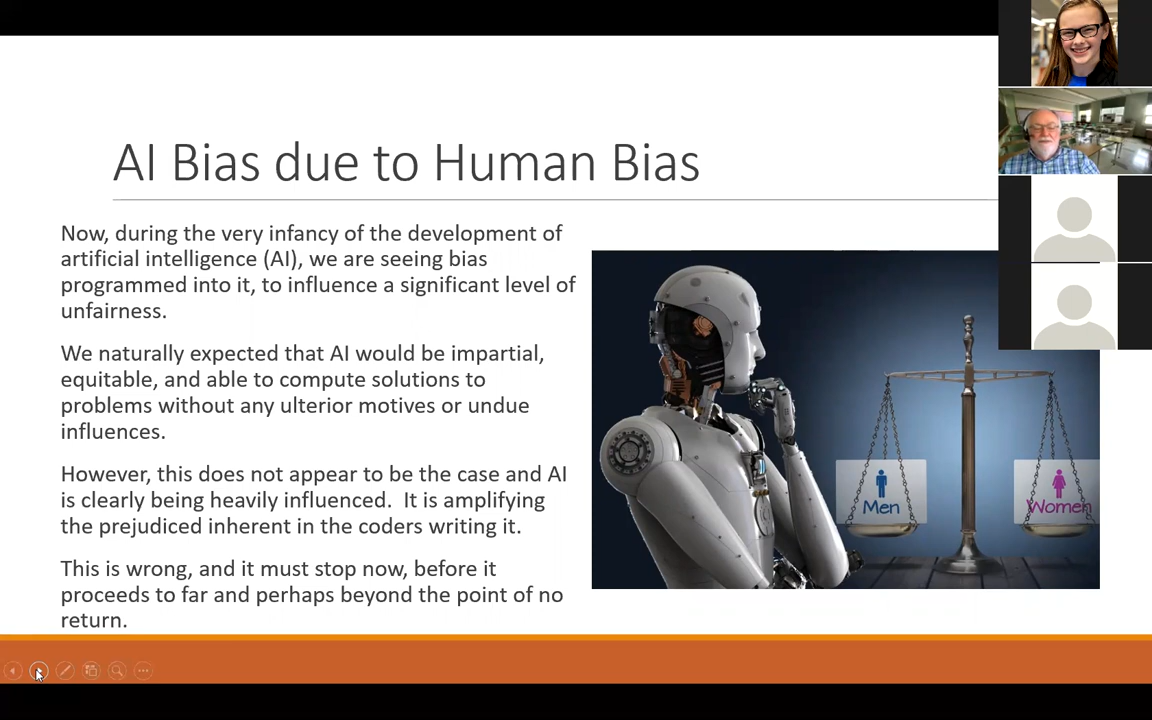 AI Bias due to Human Bias
Now, during the very infancy of the development of
artificial intelligence (AI), we are seeing bias
programmed into it, to influence a significant level of
unfairness.
We naturally expected that AI would be impartial,
equitable, and able to compute solutions to
problems without any ulterior motives or undue
influences.
However, this does not appear to be the case and AI
is clearly being heavily influenced.  It is amplifying
the prejudiced inherent in the coders writing it.
This is wrong, and it must stop now, before it
proceeds to far and perhaps beyond the point of no
return.
Men
Women